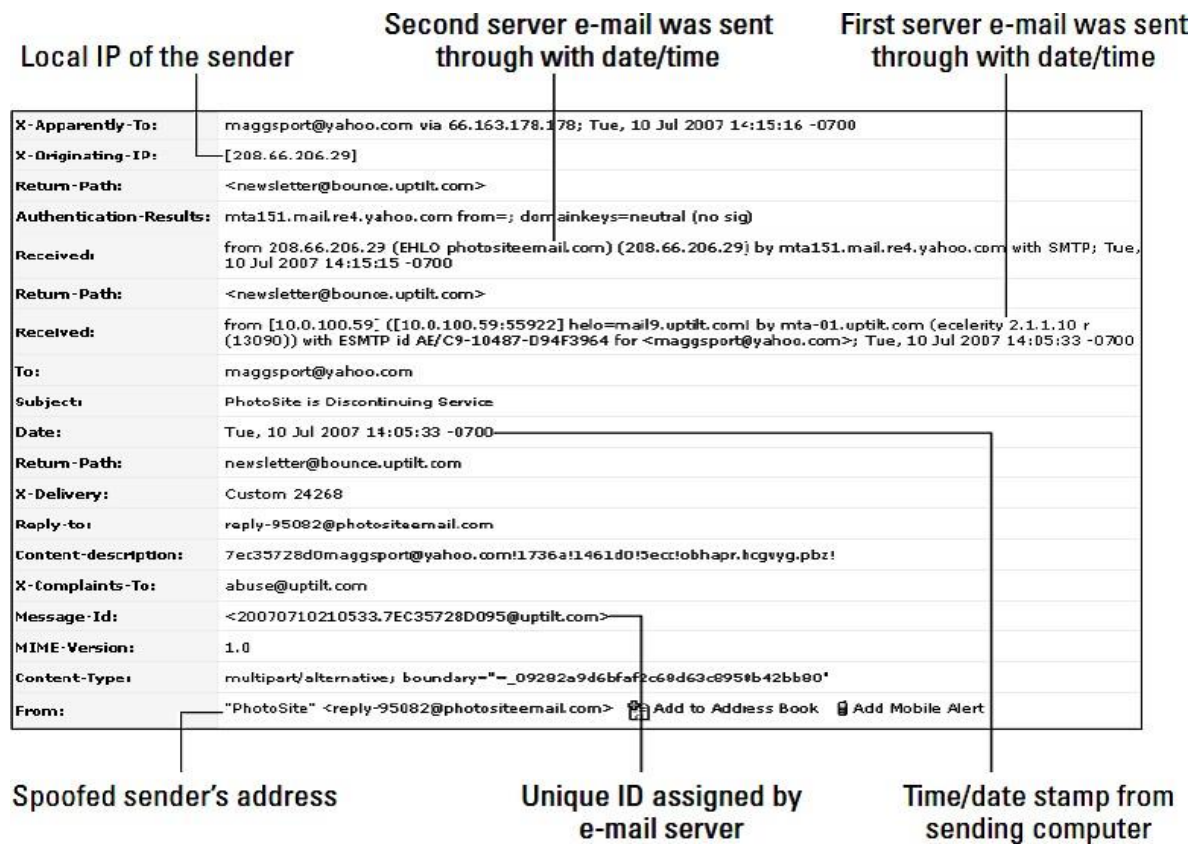 Second server e-mail was sent
through with date/time
First server e-mail was sent
through with date/time
Local IP of the sender
X-Apparently-To: maggsport@yahoo.com via 66.163.178.178; Tue, 10 Jul 2007 14:15:16 -0700
X-Originating-IP: [208.66.206.29]
Return-Path: <newsletter@bounce.uptilt.com>
Authentication-Results: mta151.mail.re4.yahoo.com from=; domainkeys=neutral (no sig)
Received: from 208.66.206.29 (EHLO photositeemail.com) (208.66.206.29) by mta151.mail.re4.yahoo.com with SMTP; Tue,
10 Jul 2007 14:15:15 -0700
Return-Path: <newsletter@bounce.uptilt.com>
Received: from [10.0.100.59] ([10.0.100.59:55922] helo=mail9.uptilt.com) by mta-01.uptilt.com (ecelerity 2.1.1.10 r
(13090)) with ESMTP id AE/C9-10487-D94F3964 for <maggsport@yahoo.com>; Tue, 10 Jul 2007 14:05:33 -0700
To: maggsport@yahoo.com
Subject: PhotoSite is Discontinuing Service
Date: Tue, 10 Jul 2007 14:05:33 -0700
Return-Path: newsletter@bounce.uptilt.com
X-Delivery: Custom 24268
Reply-to: reply-95082@photositeemail.com
Content-description:
X-Complaints-To: abuse@uptilt.com
Message-Id: <20070710210533.7EC35728D095@uptilt.com>
MIME-Version: 1.0
Content-Type: multipart/alternative;
From: "PhotoSite" <reply-95082@photositeemail.com> Add to Address Book Add Mobile Alert
Spoofed sender's address
Unique ID assigned by
e-mail server
Time/date stamp from
sending computer